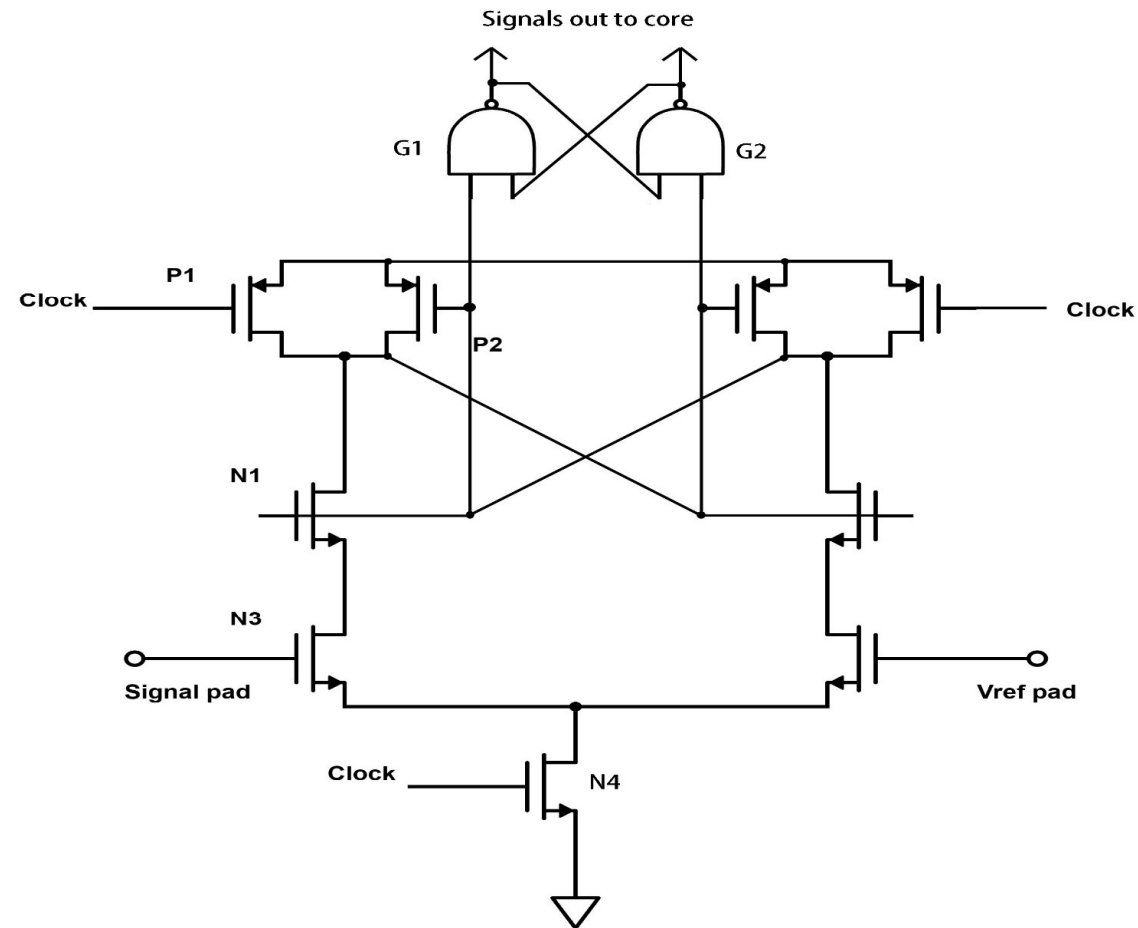 Signals out to core
G1
G2
P1
Clock
Clock
P2
N1
N3
Signal pad
Vref pad
Clock
N4